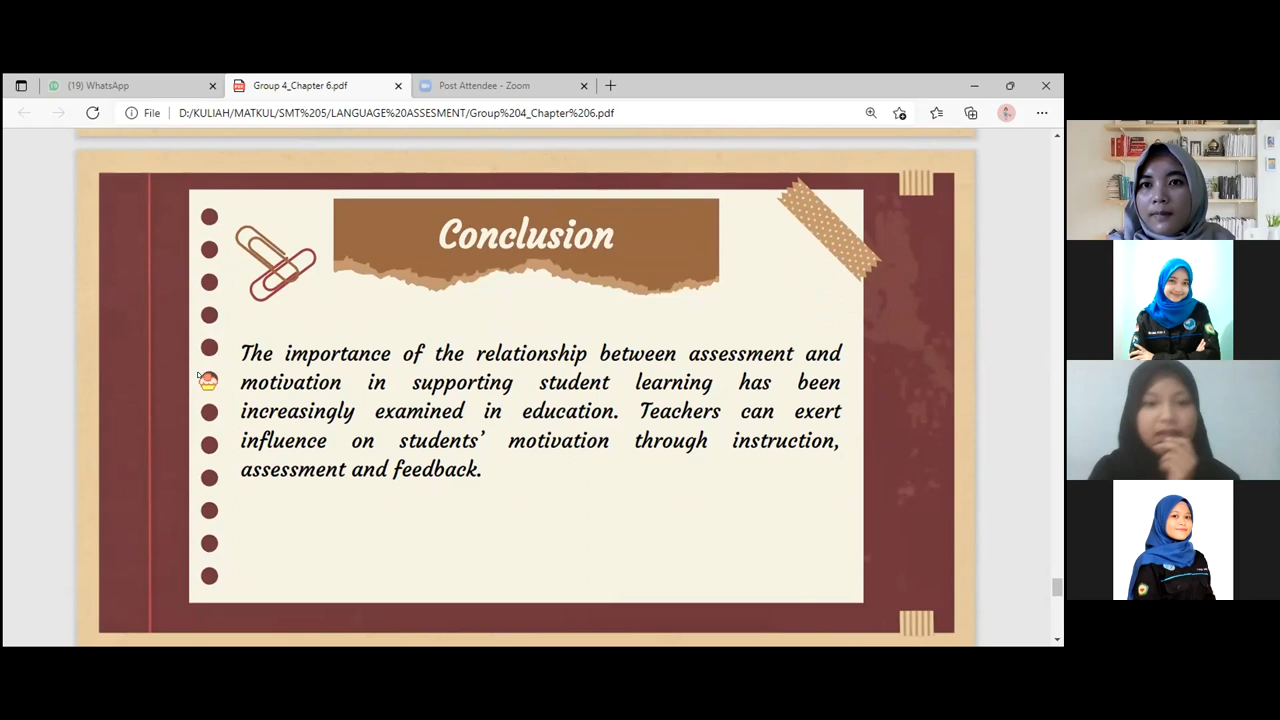 (19) WhatsApp
Group 4_Chapter 6.pdf
Post Attendee - Zoom
File
D:/KULIAH/MATKUL/SMT%205/LANGUAGE%20ASSESMENT/Group%204_Chapter%206.pdf
Conclusion
The importance of the relationship between assessment and
motivation in supporting student learning has been
increasingly examined in education. Teachers can exert
influence on students’ motivation through instruction,
assessment and feedback.